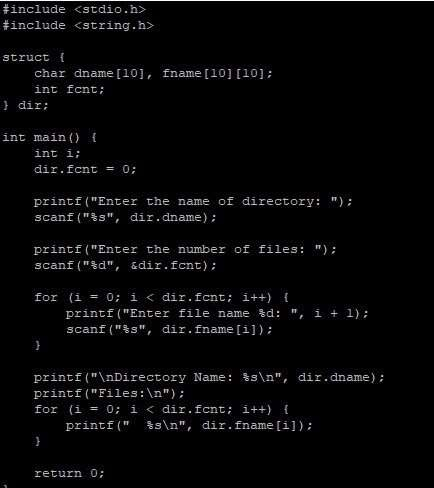 #include <stdio.h>
#include <string.h>
struct {
    char dname[10], fname[10][10];
    int fcnt;
} dir;
int main() {
    int i;
    dir.fcnt = 0;
    printf("Enter the name of directory: ");
    scanf("%s", dir.dname);
    printf("Enter the number of files: ");
    scanf("%d", &dir.fcnt);
    for (i = 0; i < dir.fcnt; i++) {
        printf("Enter file name %d: ", i + 1);
        scanf("%s", dir.fname[i]);
    }
    printf("\nDirectory Name: %s\n", dir.dname);
    printf("Files:\n");
    for (i = 0; i < dir.fcnt; i++) {
        printf("  %s\n", dir.fname[i]);
    }
    return 0;
}